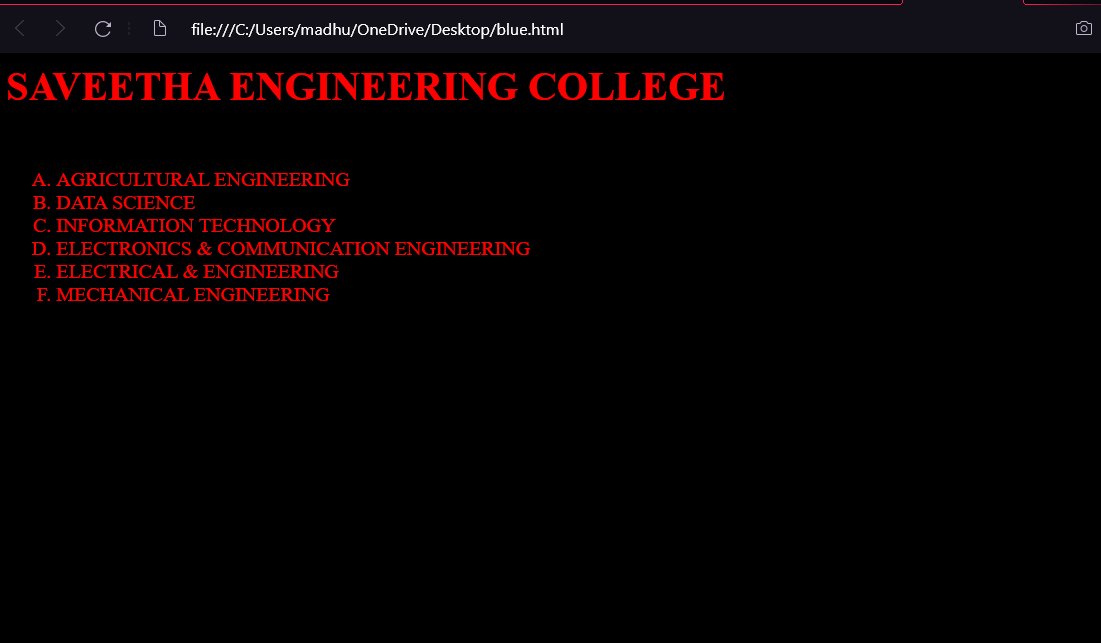 file:///C:/Users/madhu/OneDrive/Desktop/blue.html
SAVEETHA ENGINEERING COLLEGE
A. AGRICULTURAL ENGINEERING
B. DATA SCIENCE
C. INFORMATION TECHNOLOGY
D. ELECTRONICS & COMMUNICATION ENGINEERING
E. ELECTRICAL & ENGINEERING
F. MECHANICAL ENGINEERING